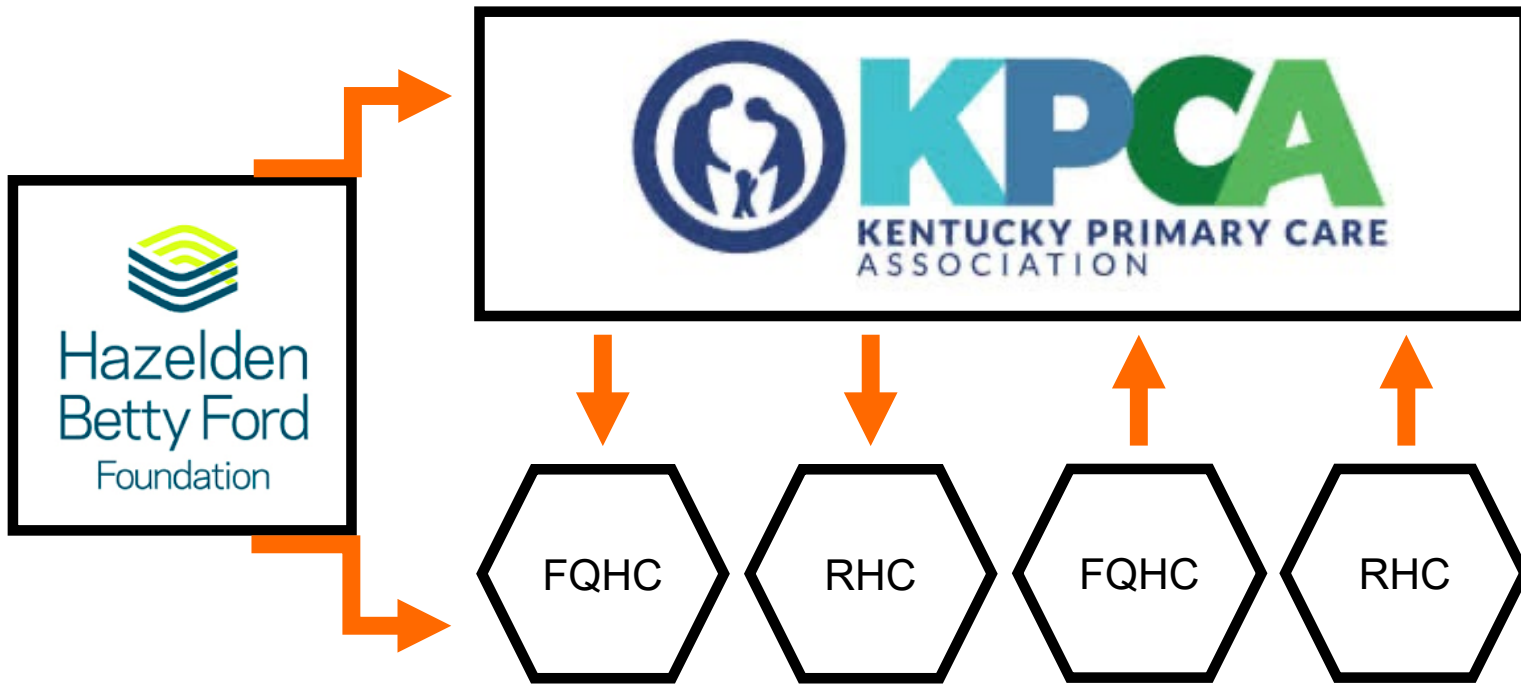 KPCA
KENTUCKY PRIMARY CARE
ASSOCIATION
Hazelden
Betty Ford
Foundation
FQHC
RHC
FQHC
RHC